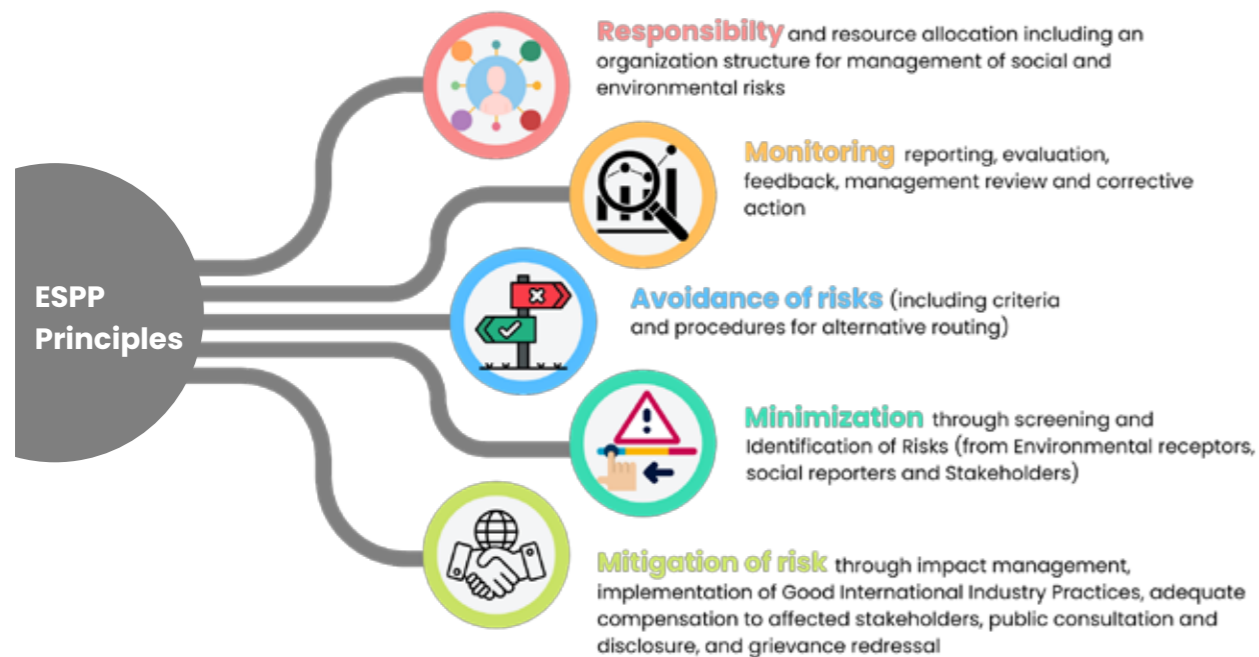 ESPP
Principles
Responsibilty and resource allocation including an
organization structure for management of social and
environmental risks
Monitoring reporting, evaluation,
feedback, management review and corrective
action
Avoidance of risks (including criteria
and procedures for alternative routing)
Minimization through screening and
Identification of Risks (from Environmental receptors,
social reporters and Stakeholders)
Mitigation of risk through impact management,
implementation of Good International Industry Practices, adequate
compensation to affected stakeholders, public consultation and
disclosure, and grievance redressal